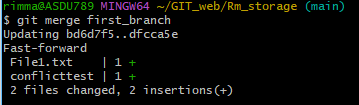 rimma@ASDU789 MINGW64 ~/GIT_web/Rm_storage (main)
$ git merge first_branch
Updating bd6d7f5..dfcca5e
Fast-forward
 File1.txt    | 1 +
 conflicttest | 1 +
 2 files changed, 2 insertions(+)